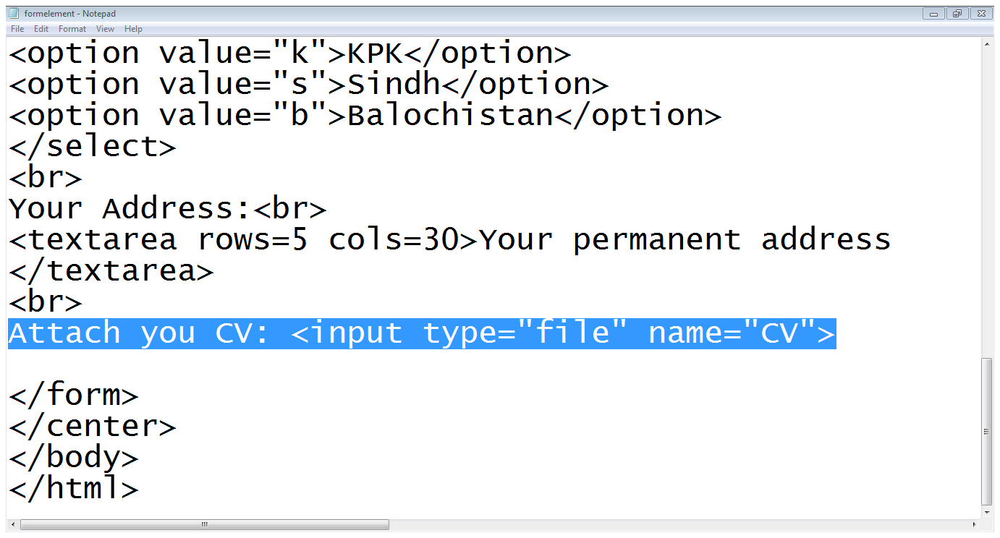 formelement - Notepad
File Edit Format View Help
<option value="k">KPK</option>
<option value="s">Sindh</option>
<option value="b">Balochistan</option>
</select>
<br>
Your Address:<br>
<textarea rows=5 cols=30>Your permanent address
</textarea>
<br>
Attach you CV: <input type="file" name="CV">
</form>
</center>
</body>
</html>